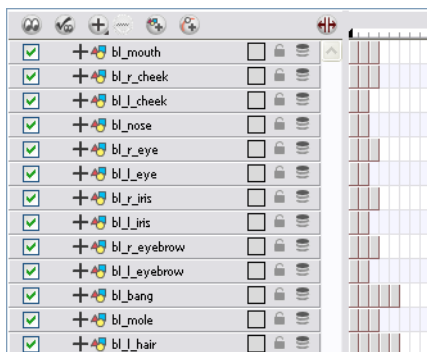 bl_mouth
bl_r_cheek
bl_l_cheek
bl_nose
bl_r_eye
bl_l_eye
bl_r_iris
bl_l_iris
bl_r_eyebrow
bl_l_eyebrow
bl_bang
bl_mole
bl_l_hair